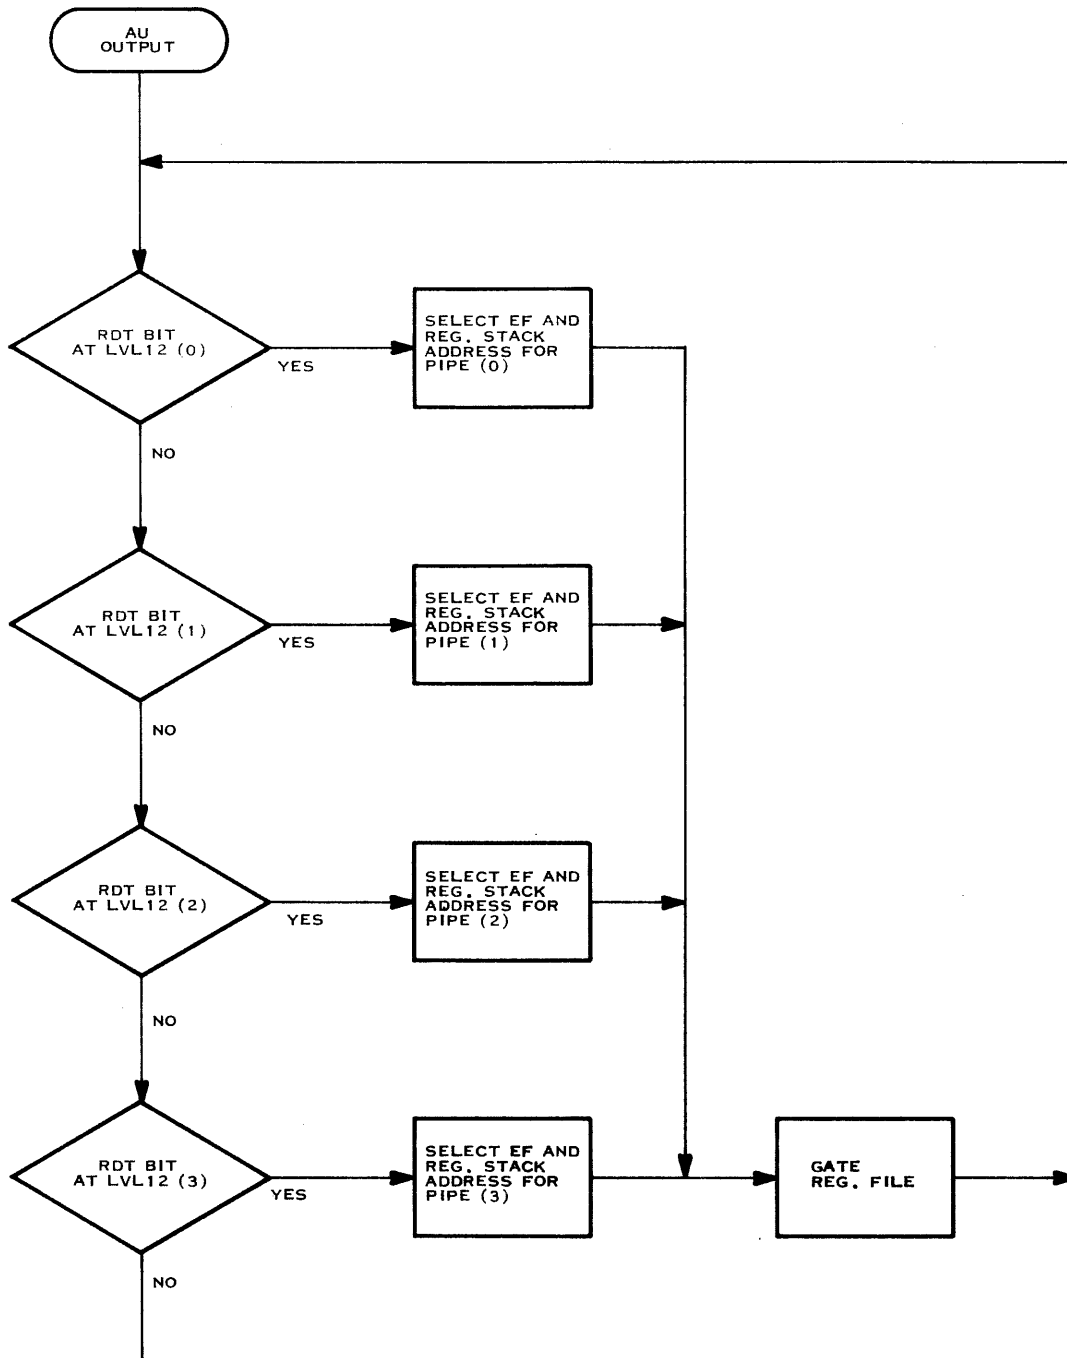 AU
OUTPUT
RDT BIT
AT LVL12 (0)
YES
SELECT EF AND
REG. STACK
ADDRESS FOR
PIPE (0)
NO
RDT BIT
AT LVL12 (1)
YES
SELECT EF AND
REG. STACK
ADDRESS FOR
PIPE (1)
NO
RDT BIT
AT LVL12 (2)
YES
SELECT EF AND
REG. STACK
ADDRESS FOR
PIPE (2)
NO
RDT BIT
AT LVL12 (3)
YES
SELECT EF AND
REG. STACK
ADDRESS FOR
PIPE (3)
GATE
REG. FILE
NO